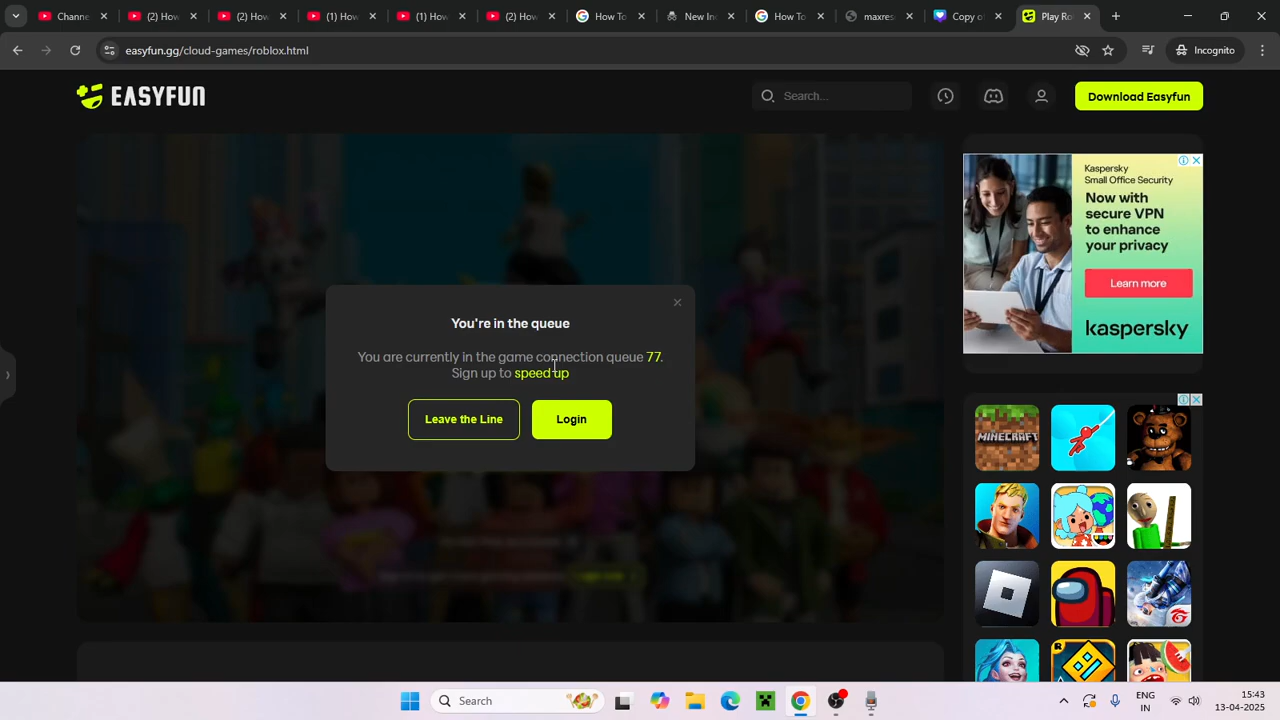 Channe
(2) How
(2) How
(1) How
(1) How
(2) How
How To
New Inc
How To
maxres
Copy of
Play Ro
easyfun.gg/cloud-games/roblox.html
Incognito
EASYFUN
Search...
Download Easyfun
Kaspersky
Small Office Security
Now with
secure VPN
to enhance
your privacy
Learn more
kaspersky
You're in the queue
You are currently in the game connection queue 77.
Sign up to speed up
Leave the Line
Login
MINECRAFT
Search
ENG
IN
15:43
13-04-2025